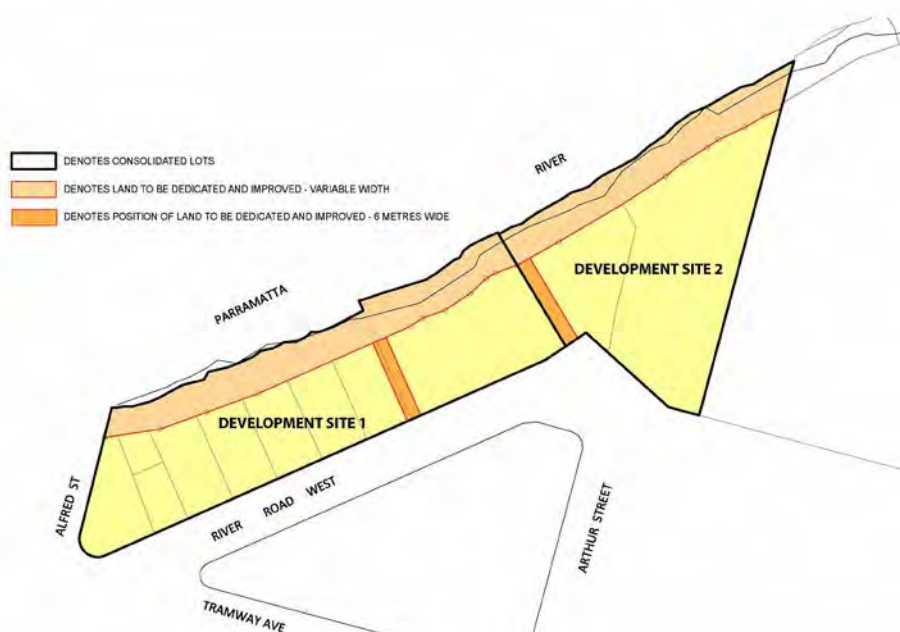 DENOTES CONSOLIDATED LOTS
DENOTES LAND TO BE DEDICATED AND IMPROVED - VARIABLE WIDTH
DENOTES POSITION OF LAND TO BE DEDICATED AND IMPROVED - 6 METRES WIDE
RIVER
PARRAMATTA
DEVELOPMENT SITE 2
DEVELOPMENT SITE 1
ALFRED ST
RIVER ROAD WEST
ARTHUR STREET
TRAMWAY AVE